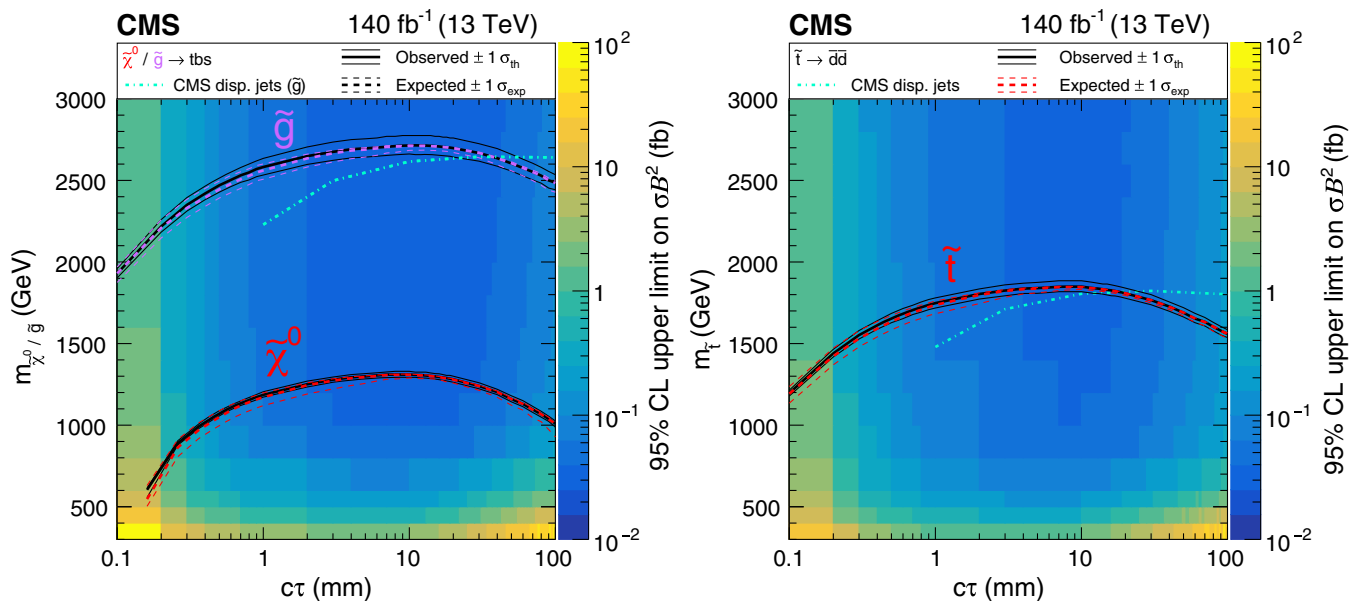 CMS 140 fb⁻¹ (13 TeV)
χ̃⁰ / g̃ → tbs
Observed ± 1 σth
CMS disp. jets (g̃)
Expected ± 1 σexp
3000
2500
2000
1500
1000
500
g̃
χ̃⁰
m χ̃⁰ / g̃ (GeV)
0.1 1 10 100
cτ (mm)
10²
10
1
10⁻¹
10⁻²
95% CL upper limit on σB² (fb)
CMS 140 fb⁻¹ (13 TeV)
t̃ → d̄d̄
Observed ± 1 σth
CMS disp. jets
Expected ± 1 σexp
3000
2500
2000
1500
1000
500
t̃
m t̃ (GeV)
0.1 1 10 100
cτ (mm)
10²
10
1
10⁻¹
10⁻²
95% CL upper limit on σB² (fb)